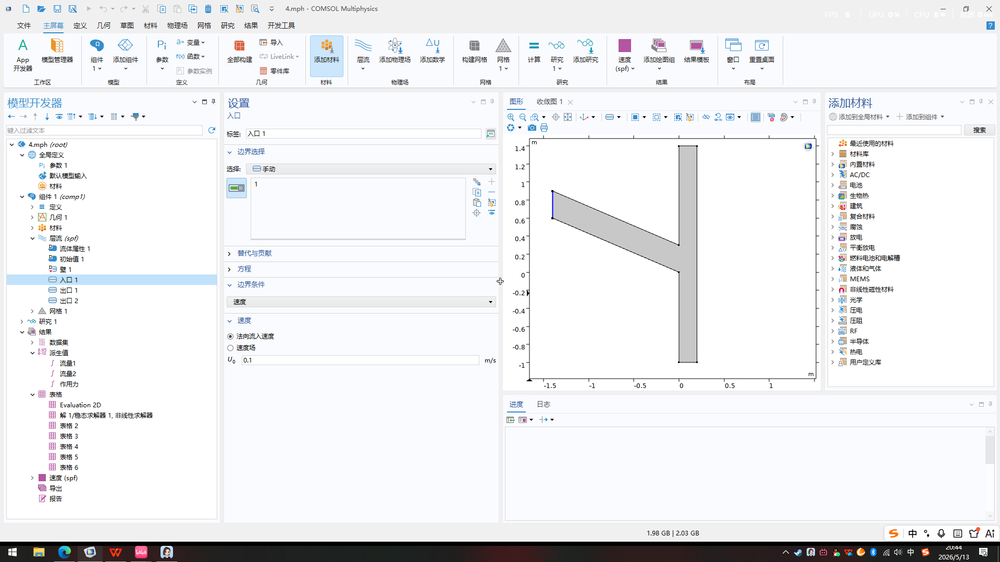 4.mph - COMSOL Multiphysics
FPS 8 GPU 0% CPU 8% 延迟 0ms
文件 主屏幕 定义 几何 草图 材料 物理场 网格 研究 结果 开发工具
App 开发器
模型管理器
工作区
组件 1
添加组件
模型
Pi 参数
a= 变量
f(x) 函数
Pi 参数实例
定义
全部构建
导入
LiveLink
零件库
几何
添加材料
材料
层流
添加物理场
ΔU 添加数学
物理场
构建网格
网格 1
网格
计算
研究 1
添加研究
研究
速度 (spf)
添加绘图组
结果模板
结果
窗口
重置桌面
布局
模型开发器
键入过滤文本
4.mph (root)
全局定义
Pi 参数 1
默认模型输入
材料
组件 1 (comp1)
定义
几何 1
材料
层流 (spf)
流体属性 1
初始值 1
壁 1
入口 1
出口 1
出口 2
网格 1
研究 1
结果
数据集
8.85 e-12 派生值
流量1
流量2
作用力
表格
Evaluation 2D
解 1/稳态求解器 1, 非线性求解器
表格 2
表格 3
表格 4
表格 5
表格 6
速度 (spf)
导出
报告
设置
入口
标签: 入口 1
边界选择
选择: 手动
1
替代与贡献
方程
边界条件
速度
速度
法向流入速度
速度场
U0 0.1 m/s
图形 收敛图 1
m
1.4
1.2
1
0.8
0.6
0.4
0.2
0
-0.2
-0.4
-0.6
-0.8
-1
m
-1.5 -1 -0.5 0 0.5 1
进度 日志
添加材料
添加到全局材料 添加到组件
搜索
最近使用的材料
材料库
内置材料
AC/DC
电池
生物热
建筑
复合材料
腐蚀
放电
平衡放电
燃料电池和电解槽
液体和气体
MEMS
非线性磁性材料
光学
压电
压阻
RF
半导体
热电
用户定义库
1.98 GB | 2.03 GB
中
Ai
中
20:44
2026/5/13